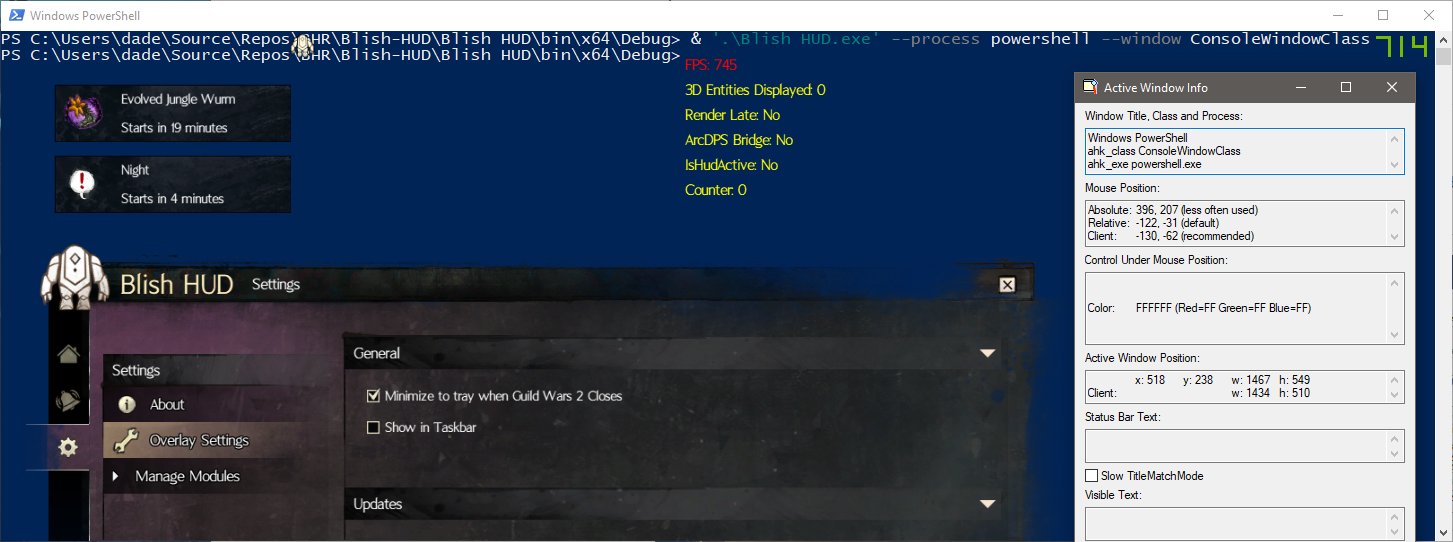 Windows PowerShell
PS C:\Users\dade\Source\Repos\BHR\Blish-HUD\Blish HUD\bin\x64\Debug> & '.\Blish HUD.exe' --process powershell --window ConsoleWindowClass
714
PS C:\Users\dade\Source\Repos\BHR\Blish-HUD\Blish HUD\bin\x64\Debug>
FPS: 745
3D Entities Displayed: 0
Render Late: No
ArcDPS Bridge: No
IsHudActive: No
Counter: 0
Evolved Jungle Wurm
Starts in 19 minutes
Night
Starts in 4 minutes
Blish HUD Settings
Settings
About
Overlay Settings
Manage Modules
General
Minimize to tray when Guild Wars 2 Closes
Show in Taskbar
Updates
Active Window Info
Window Title, Class and Process:
Windows PowerShell
ahk_class ConsoleWindowClass
ahk_exe powershell.exe
Mouse Position:
Absolute: 396, 207 (less often used)
Relative: -122, -31 (default)
Client: -130, -62 (recommended)
Control Under Mouse Position:
Color: FFFFFF (Red=FF Green=FF Blue=FF)
Active Window Position:
x: 518 y: 238 w: 1467 h: 549
Client: w: 1434 h: 510
Status Bar Text:
Slow TitleMatchMode
Visible Text: